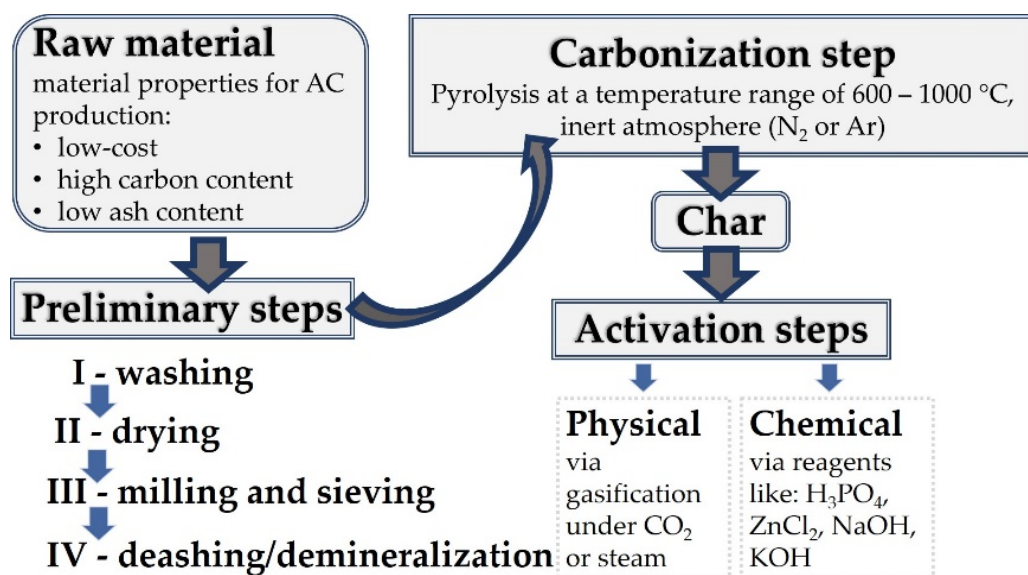 Raw material
material properties for AC
production:
• low-cost
• high carbon content
• low ash content
Preliminary steps
I - washing
II - drying
III - milling and sieving
IV - deashing/demineralization
Carbonization step
Pyrolysis at a temperature range of 600 – 1000 °C,
inert atmosphere (N₂ or Ar)
Char
Activation steps
Physical
via
gasification
under CO₂
or steam
Chemical
via reagents
like: H₃PO₄,
ZnCl₂, NaOH,
KOH